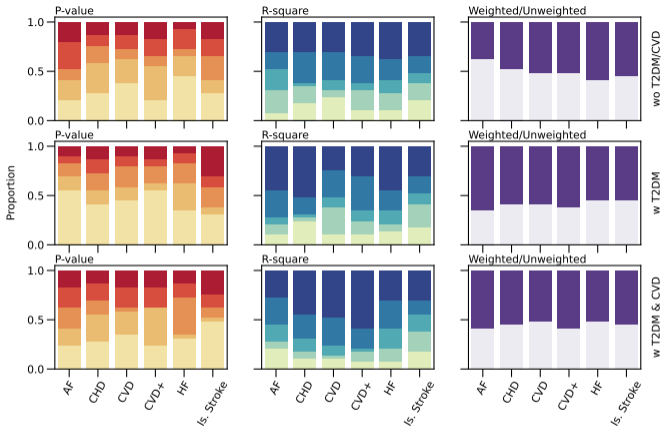 P-value R-square Weighted/Unweighted
1.0
0.5
0.0
wo T2DM/CVD
P-value R-square Weighted/Unweighted
1.0
0.5
0.0
w T2DM
Proportion
P-value R-square Weighted/Unweighted
1.0
0.5
0.0
w T2DM & CVD
AF CHD CVD CVD+ HF Is. Stroke AF CHD CVD CVD+ HF Is. Stroke AF CHD CVD CVD+ HF Is. Stroke